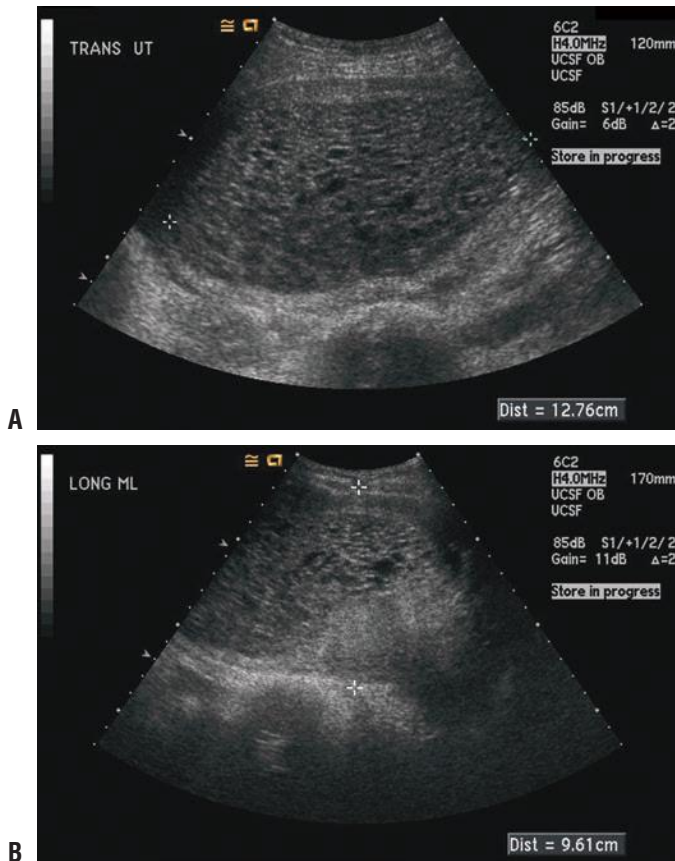 TRANS UT
6C2
H4.0MHz 120mm
UCSF OB
UCSF
85dB S1/+1/2/ 2
Gain= 6dB Δ=2
Store in progress
Dist = 12.76cm
A
LONG ML
6C2
H4.0MHz 170mm
UCSF OB
UCSF
85dB S1/+1/2/ 2
Gain= 11dB Δ=2
Store in progress
Dist = 9.61cm
B